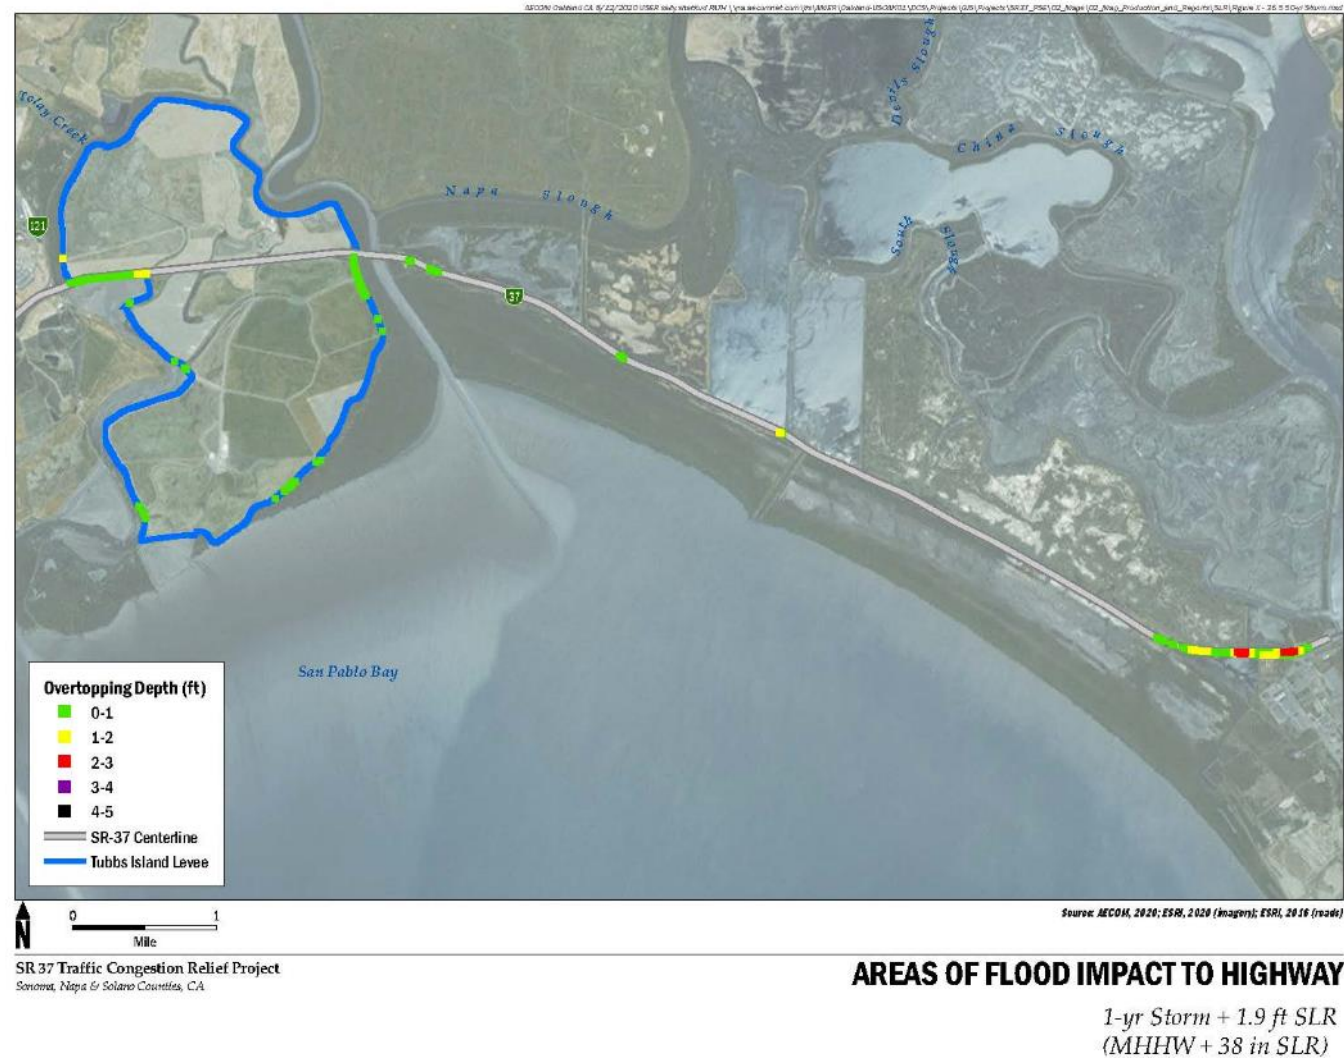 Devils Slough
China Slough
Creek
Napa Slough
121
South Slough
37
San Pablo Bay
Overtopping Depth (ft)
0-1
1-2
2-3
3-4
4-5
SR-37 Centerline
Tubbs Island Levee
N
0 1
Mile
Source: AECOM, 2020; ESRI, 2020 (imagery); ESRI, 2016 (roads)
SR 37 Traffic Congestion Relief Project
Sonoma, Napa & Solano Counties, CA
AREAS OF FLOOD IMPACT TO HIGHWAY
1-yr Storm + 1.9 ft SLR
(MHHW + 38 in SLR)